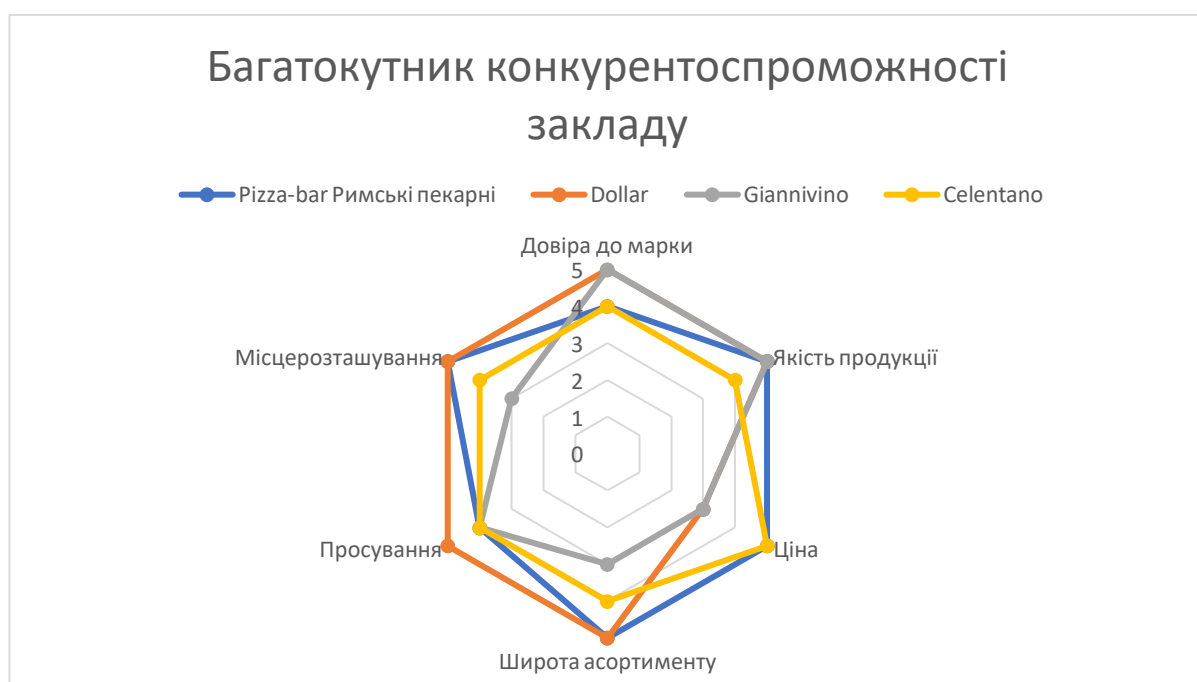 Багатокутник конкурентоспроможності
закладу
Pizza-bar Римські пекарні Dollar Giannivino Celentano
Довіра до марки
5
4
Місцерозташування
Якість продукції
3
2
1
0
Просування
Ціна
Широта асортименту